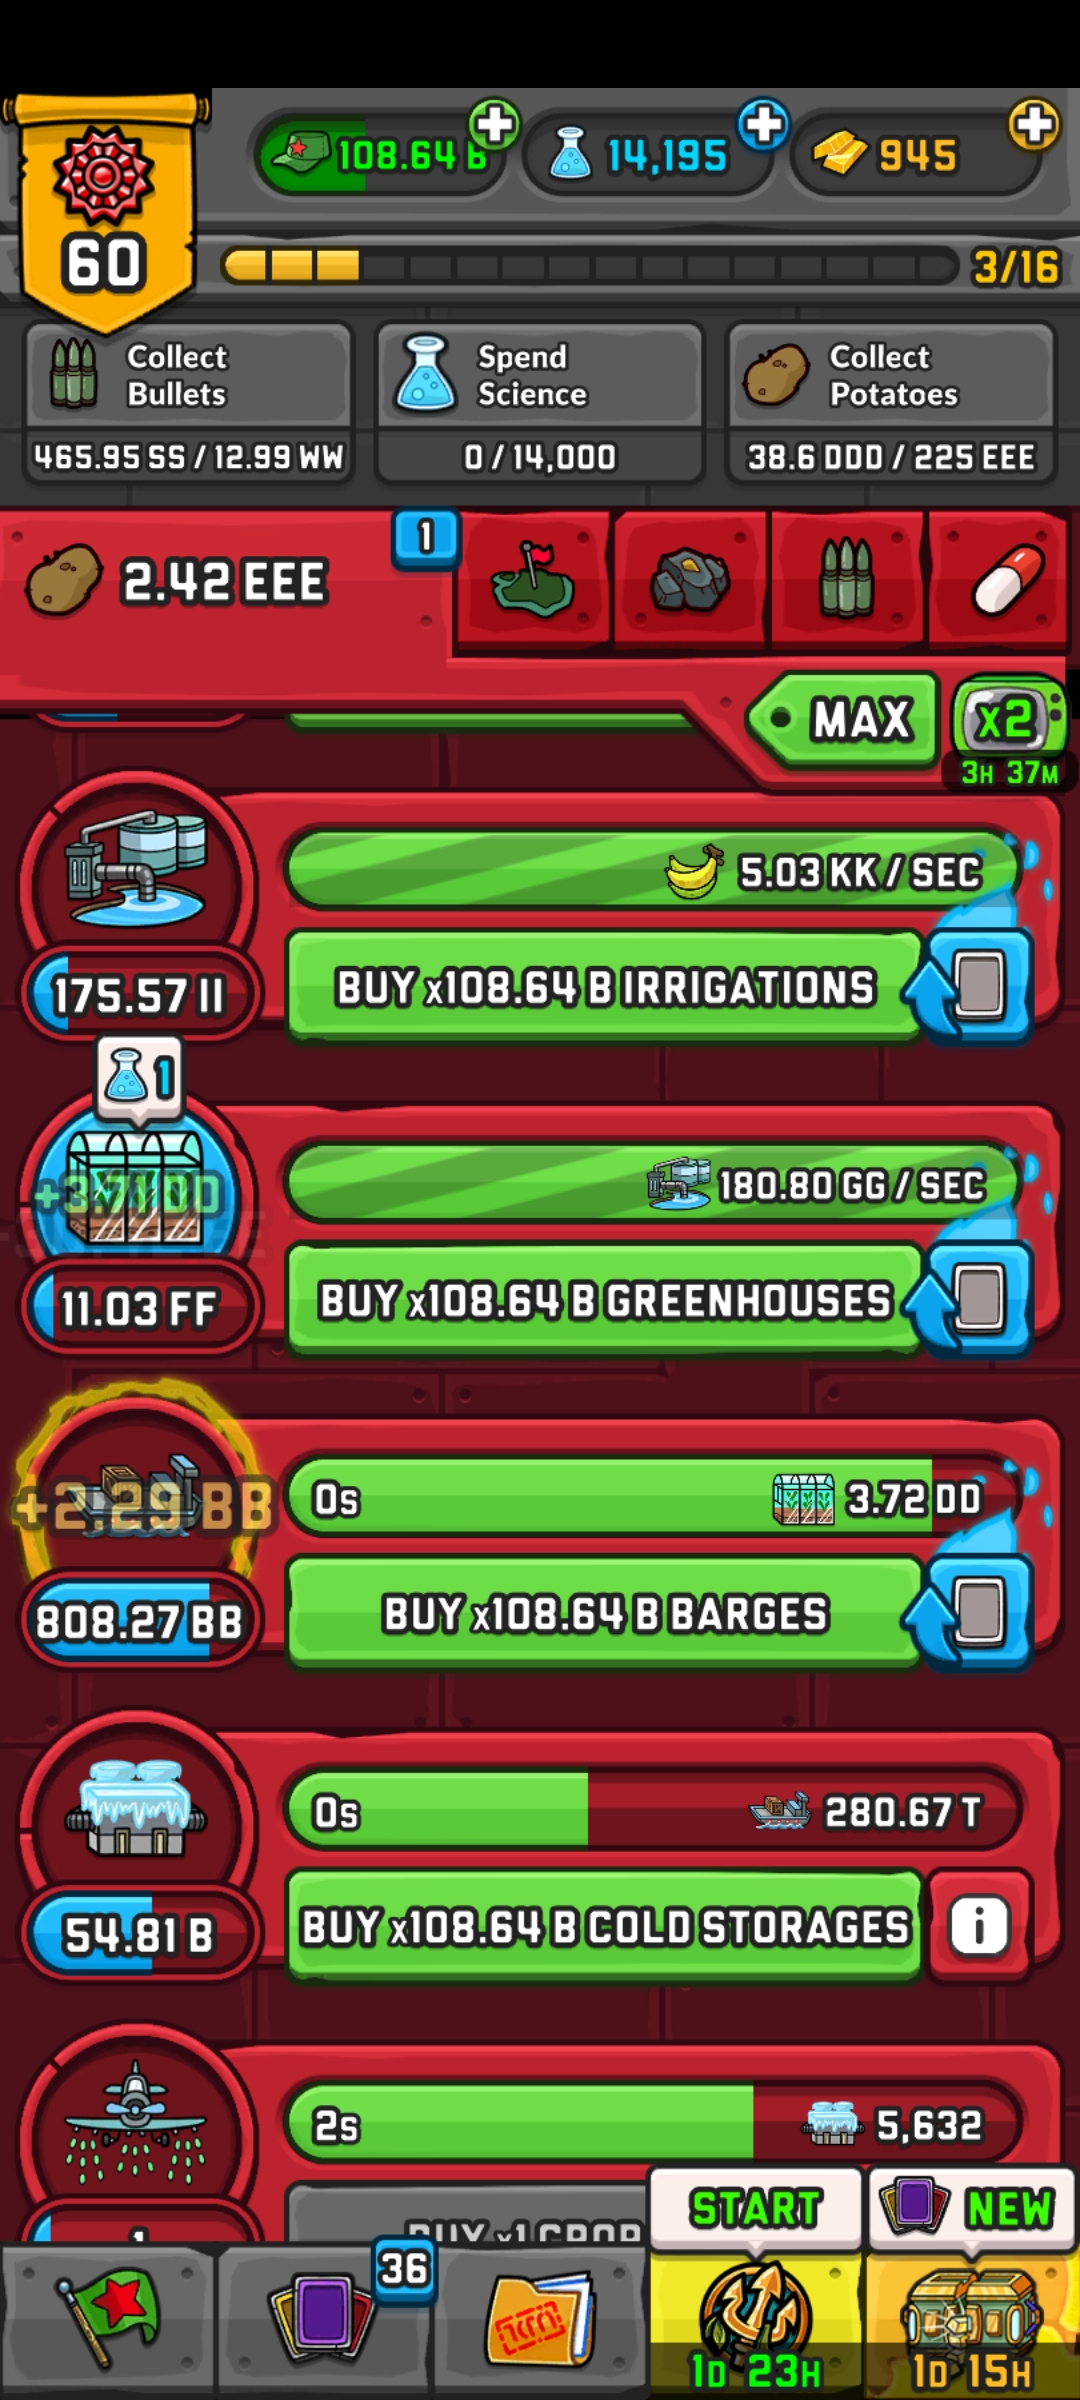 108.64 B
14,195
945
60
3/16
Collect
Bullets
465.95 SS / 12.99 WW
Spend
Science
0 / 14,000
Collect
Potatoes
38.6 DDD / 225 EEE
2.42 EEE
1
MAX
x2
3H 37M
5.03 KK / SEC
175.57 II
BUY x108.64 B IRRIGATIONS
1
+3.71 DD
180.80 GG / SEC
11.03 FF
BUY x108.64 B GREENHOUSES
+2.29 BB
0s
3.72 DD
808.27 BB
BUY x108.64 B BARGES
0s
280.67 T
54.81 B
BUY x108.64 B COLD STORAGES
i
2s
5,632
1
BUY x1 CROP
START
NEW
36
1D 23H
1D 15H